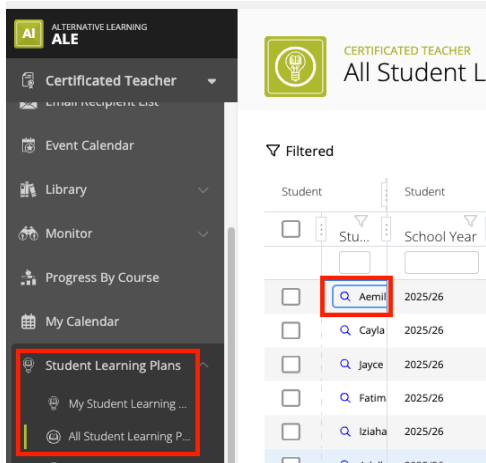 AI
ALTERNATIVE LEARNING
ALE
Certificated Teacher
Email Recipient List
Event Calendar
Library
Monitor
Progress By Course
My Calendar
Student Learning Plans
My Student Learning ...
All Student Learning P...
CERTIFICATED TEACHER
All Student L
Filtered
Student Student
Stu... School Year
Aemil 2025/26
Cayla 2025/26
Jayce 2025/26
Fatim 2025/26
Iziaha 2025/26